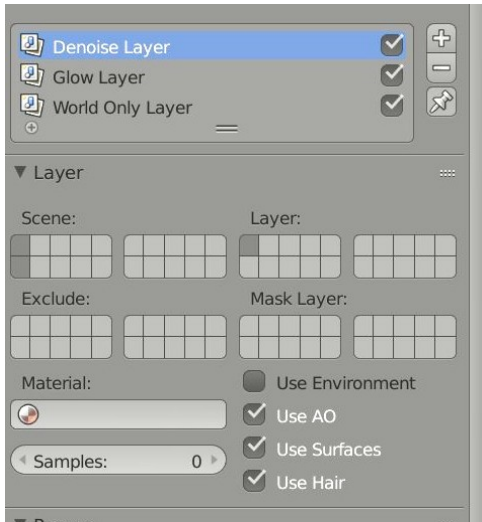 Denoise Layer
Glow Layer
World Only Layer
Layer
Scene:
Layer:
Exclude:
Mask Layer:
Material:
Use Environment
Use AO
Samples: 0
Use Surfaces
Use Hair